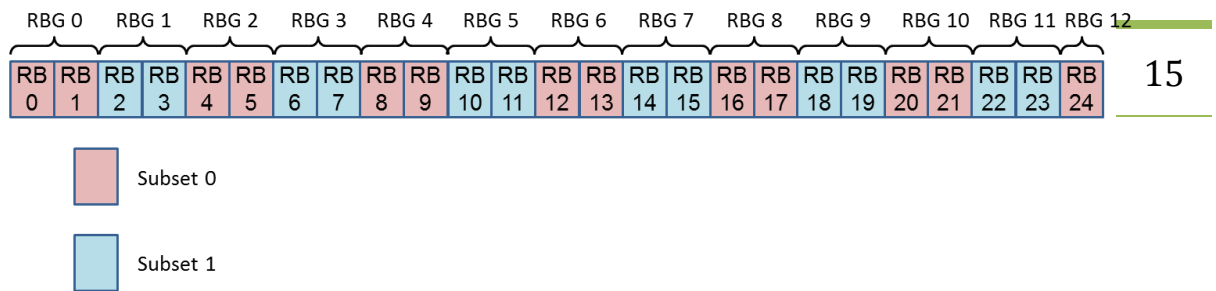 RBG 0 RBG 1 RBG 2 RBG 3 RBG 4 RBG 5 RBG 6 RBG 7 RBG 8 RBG 9 RBG 10 RBG 11 RBG 12
RB RB RB RB RB RB RB RB RB RB RB RB RB RB RB RB RB RB RB RB RB RB RB RB RB
0 1 2 3 4 5 6 7 8 9 10 11 12 13 14 15 16 17 18 19 20 21 22 23 24
15
Subset 0
Subset 1